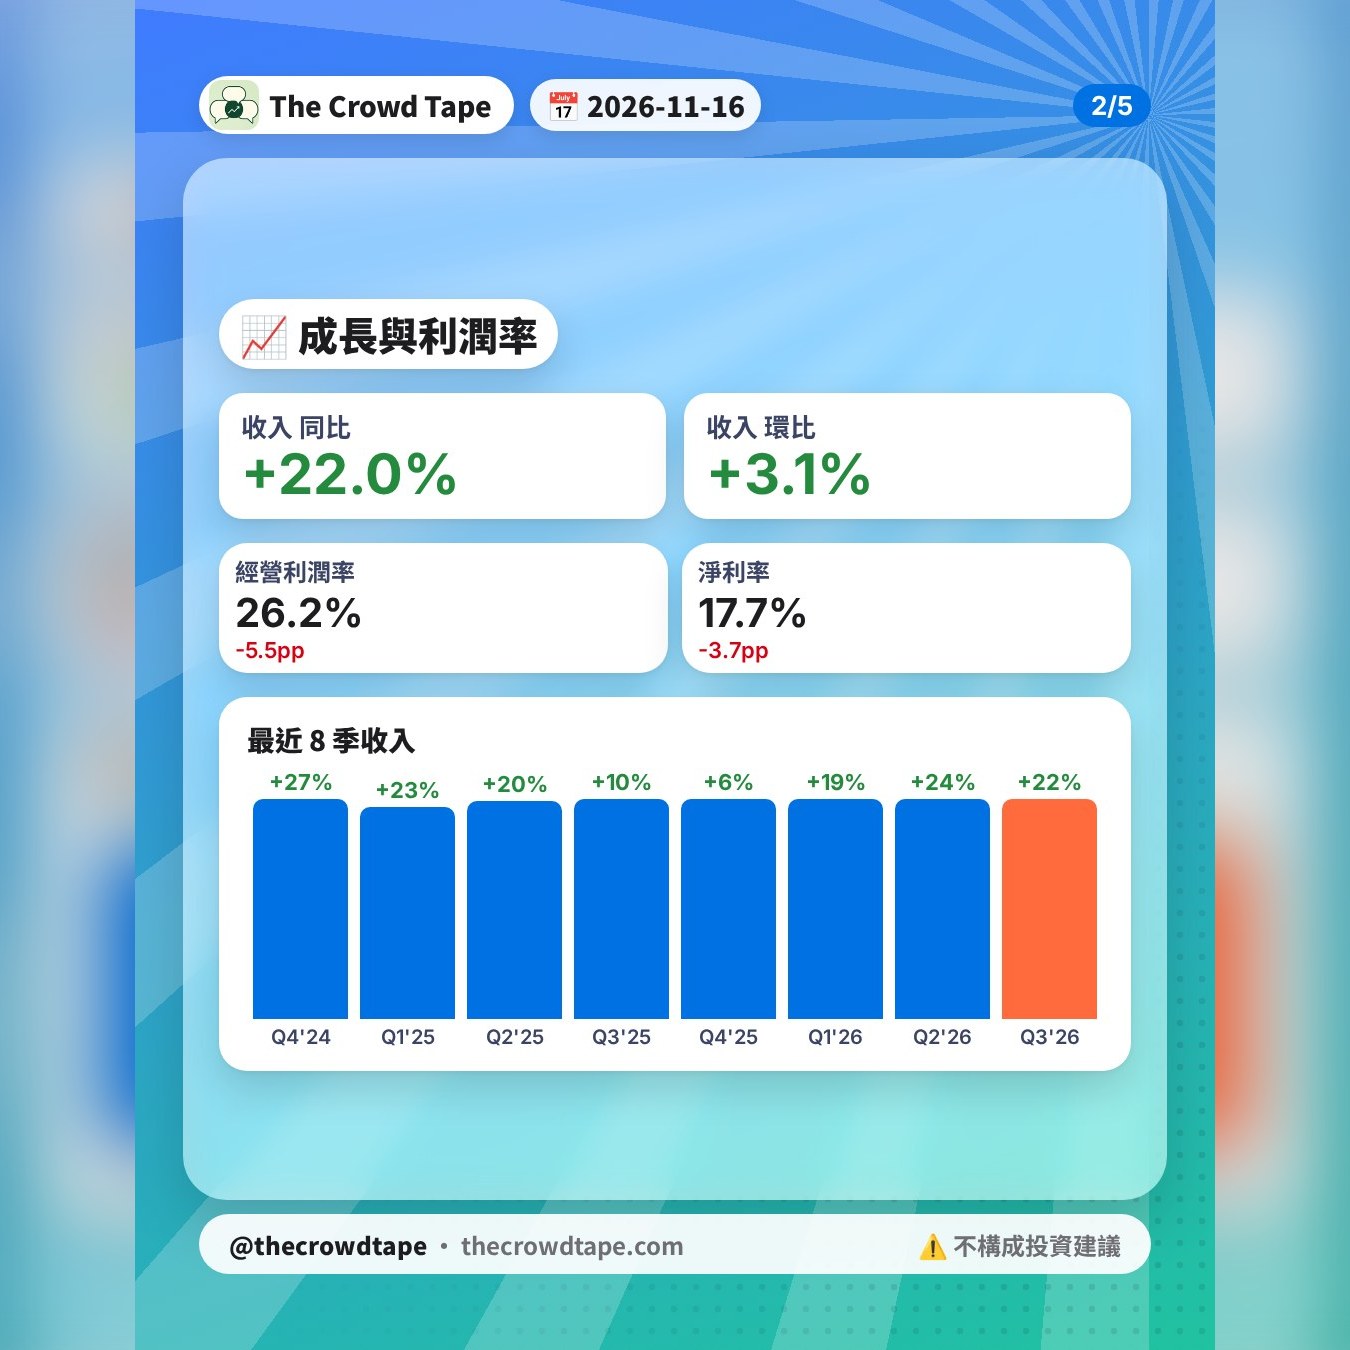 The Crowd Tape
July 17 2026-11-16
2/5
📈 成長與利潤率
收入 同比
+22.0%
收入 環比
+3.1%
經營利潤率
26.2%
-5.5pp
淨利率
17.7%
-3.7pp
最近 8 季收入
+27% +23% +20% +10% +6% +19% +24% +22%
Q4'24 Q1'25 Q2'25 Q3'25 Q4'25 Q1'26 Q2'26 Q3'26
@thecrowdtape • thecrowdtape.com
⚠️ 不構成投資建議